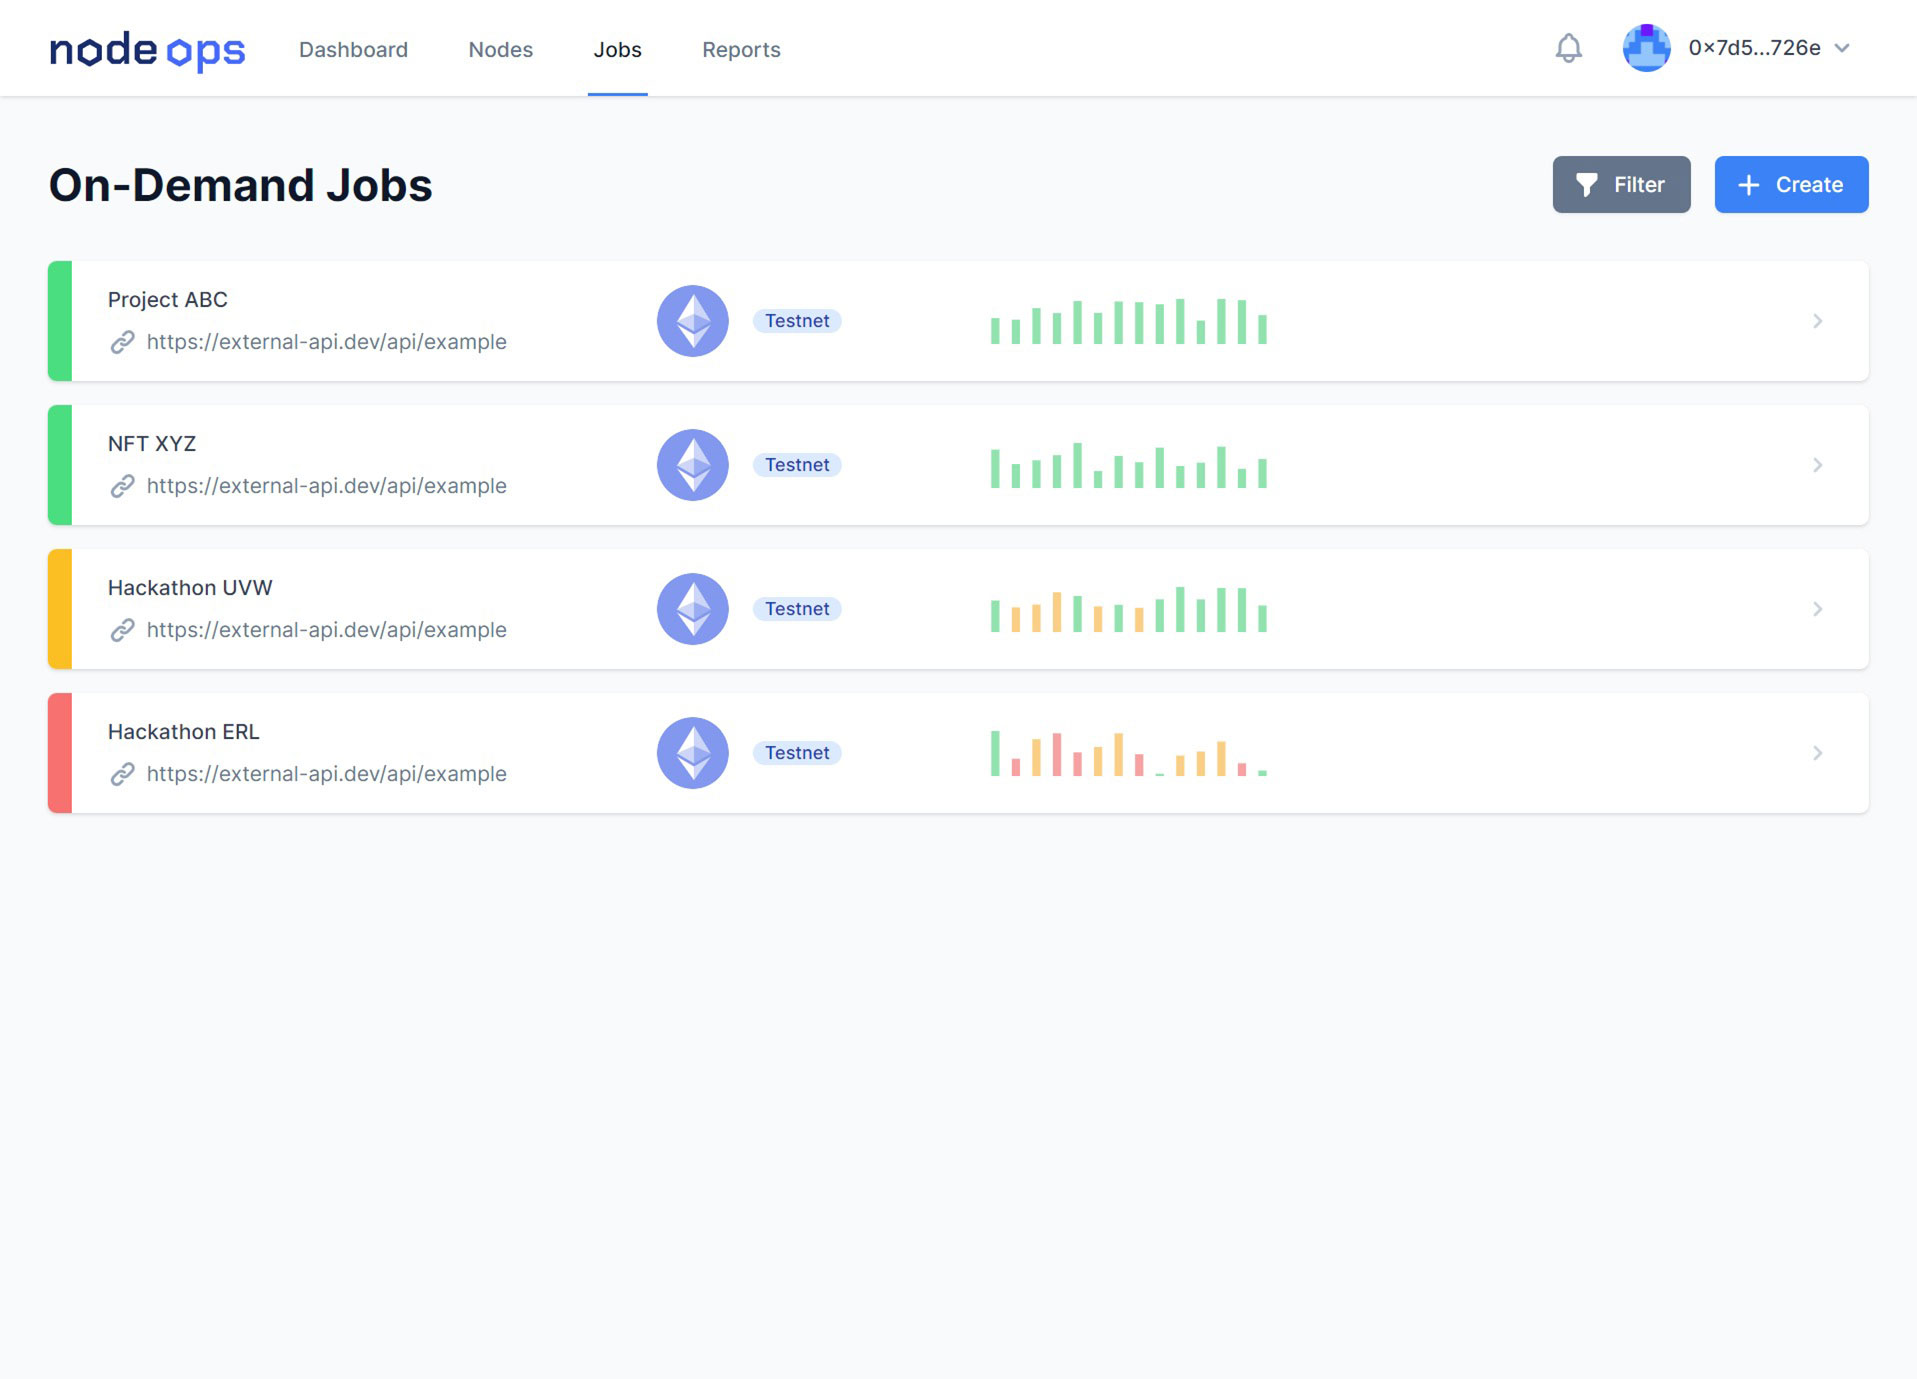 node ops
Dashboard
Nodes
Jobs
Reports
0×7d5...726e
On-Demand Jobs
Filter
Create
Project ABC
https://external-api.dev/api/example
Testnet
NFT XYZ
https://external-api.dev/api/example
Testnet
Hackathon UVW
https://external-api.dev/api/example
Testnet
Hackathon ERL
https://external-api.dev/api/example
Testnet